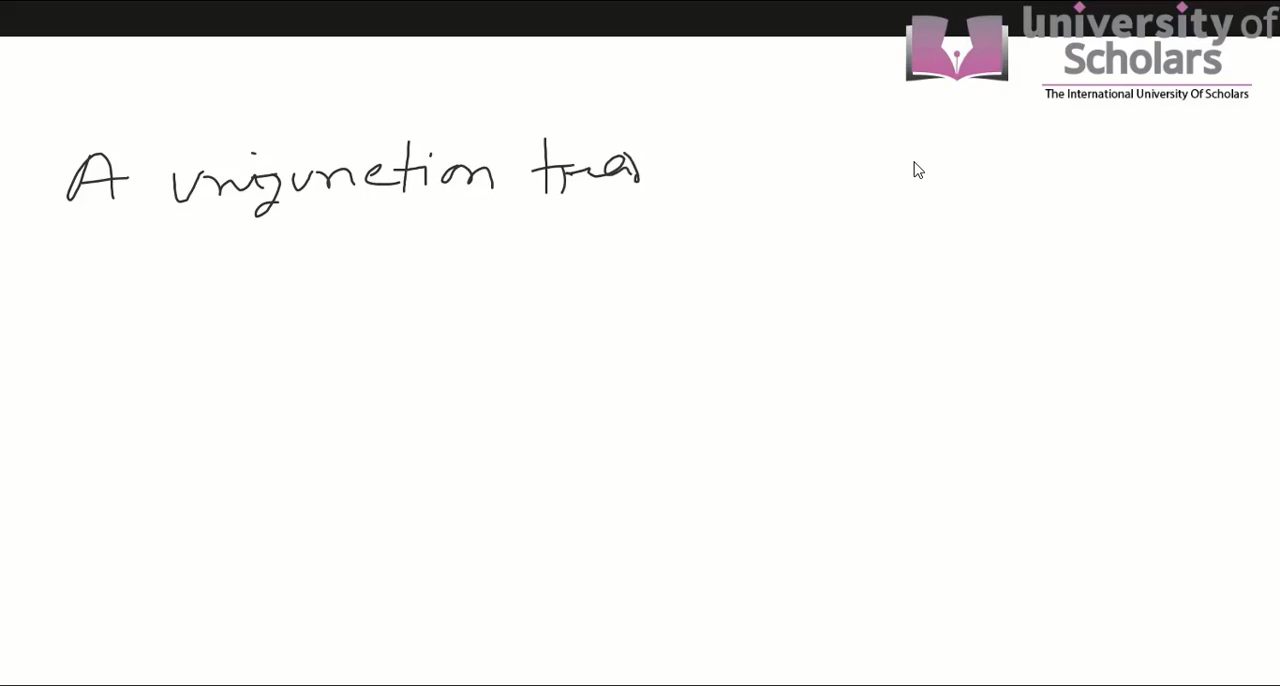 university of
Scholars
The International University Of Scholars
A unijunction tra